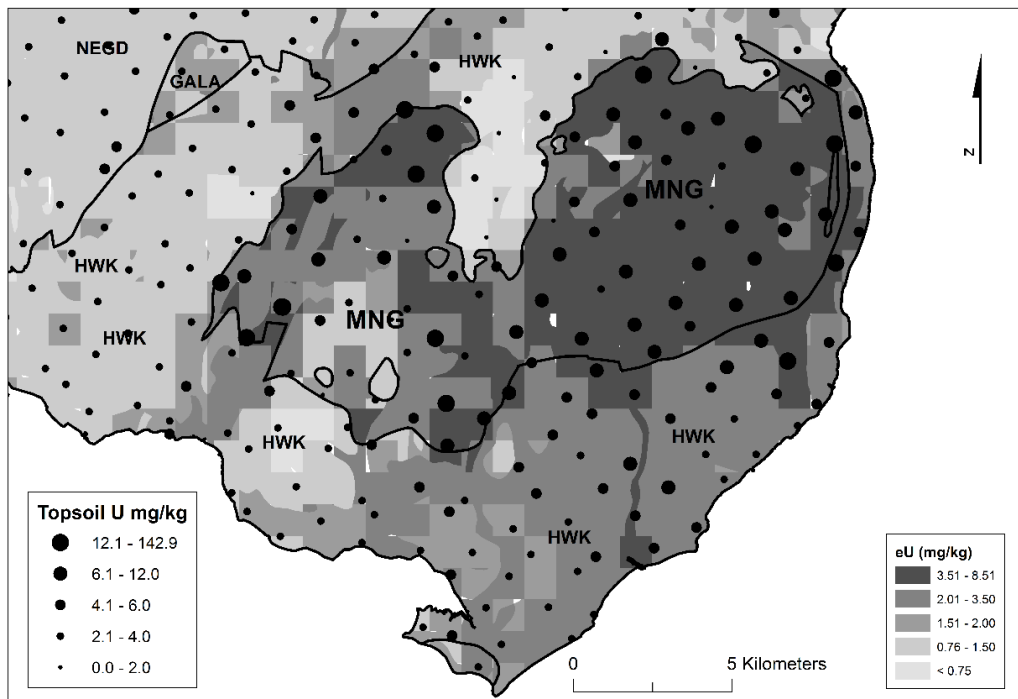 NEGD
GALA
HWK
MNG
HWK
MNG
HWK
HWK
HWK
HWK
N
Topsoil U mg/kg
12.1 - 142.9
6.1 - 12.0
4.1 - 6.0
2.1 - 4.0
0.0 - 2.0
0 5 Kilometers
eU (mg/kg)
3.51 - 8.51
2.01 - 3.50
1.51 - 2.00
0.76 - 1.50
< 0.75